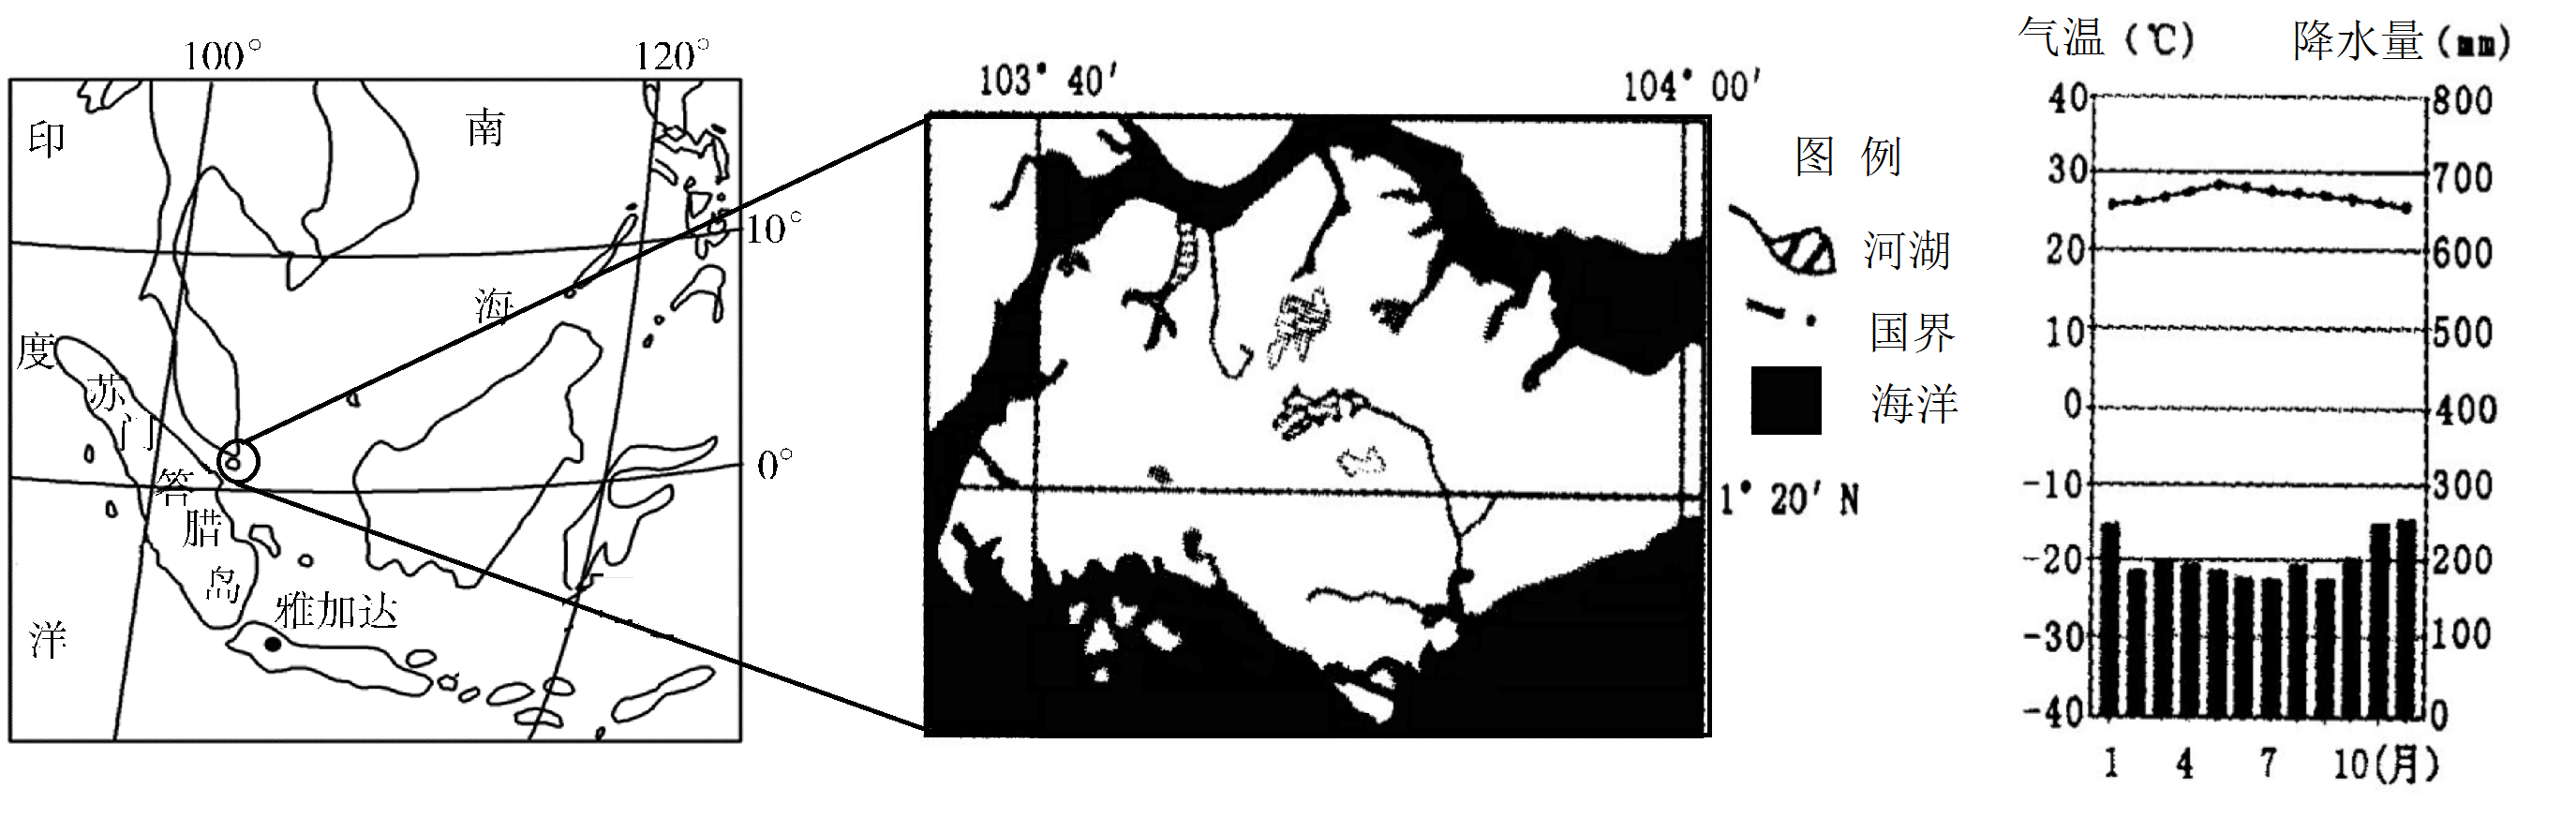 100°
120°
印
南
10°
海
度
苏
门
答
腊
岛
0°
雅加达
洋
103° 40′
104° 00′
1° 20′ N
图 例
河湖
国界
海洋
气温（℃）
降水量（mm）
40
30
20
10
0
-10
-20
-30
-40
800
700
600
500
400
300
200
100
0
1 4 7 10(月)